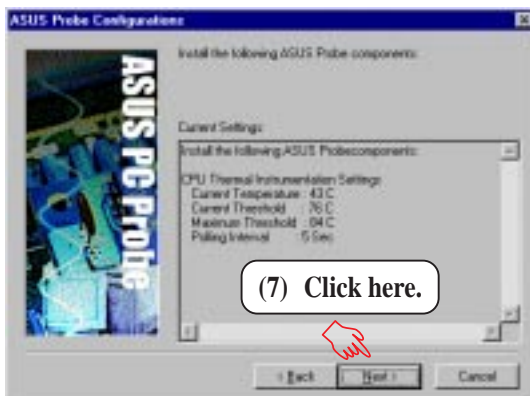 ASUS Probe Configurations
ASUS PC Probe
Install the following ASUS Probe components:
Current Settings:
Install the following ASUS Probecomponents:
CPU Thermal Instrumentation Settings
Current Temperature : 43 C
Current Threshold : 76 C
Maximum Threshold : 84 C
Polling Interval : 5 Sec
(7) Click here.
< Back Next > Cancel